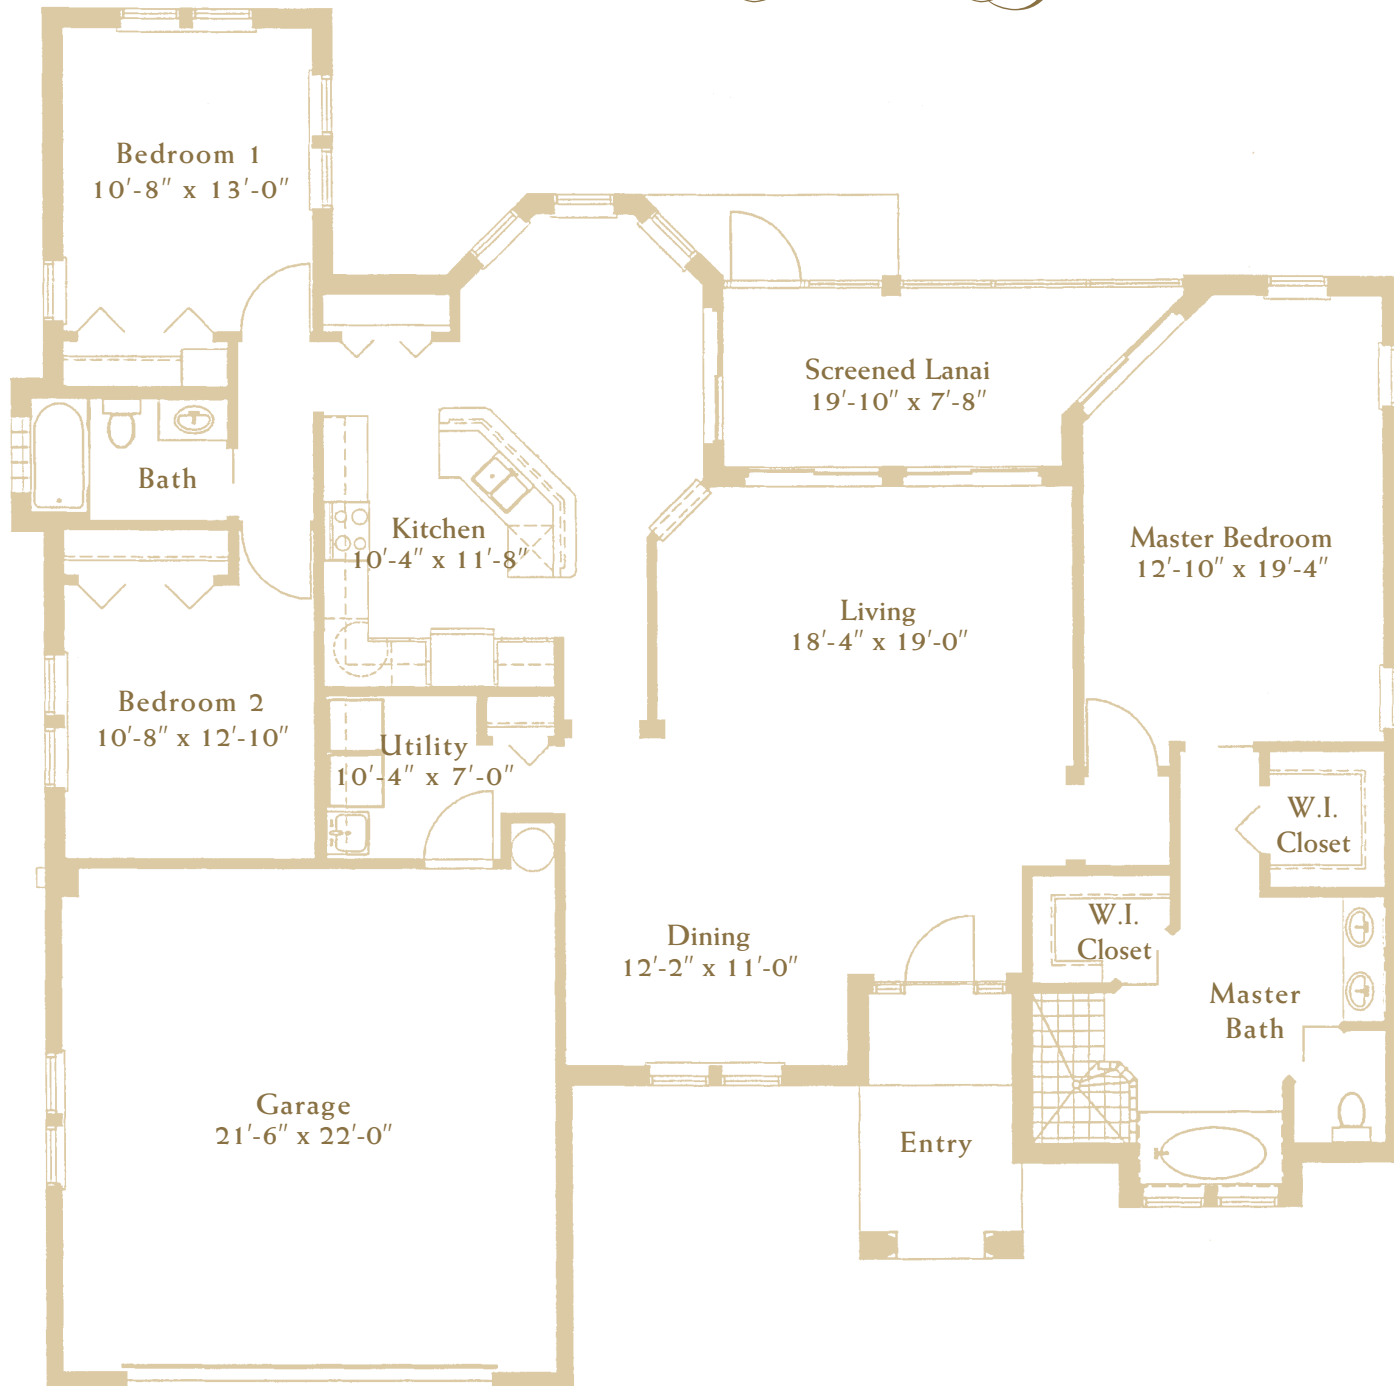 Bedroom 1
10'-8" x 13'-0"
Screened Lanai
19'-10" x 7'-8"
Bath
Kitchen
10'-4" x 11'-8"
Master Bedroom
12'-10" x 19'-4"
Living
18'-4" x 19'-0"
Bedroom 2
10'-8" x 12'-10"
Utility
10'-4" x 7'-0"
W.I.
Closet
W.I.
Closet
Dining
12'-2" x 11'-0"
Master
Bath
Garage
21'-6" x 22'-0"
Entry